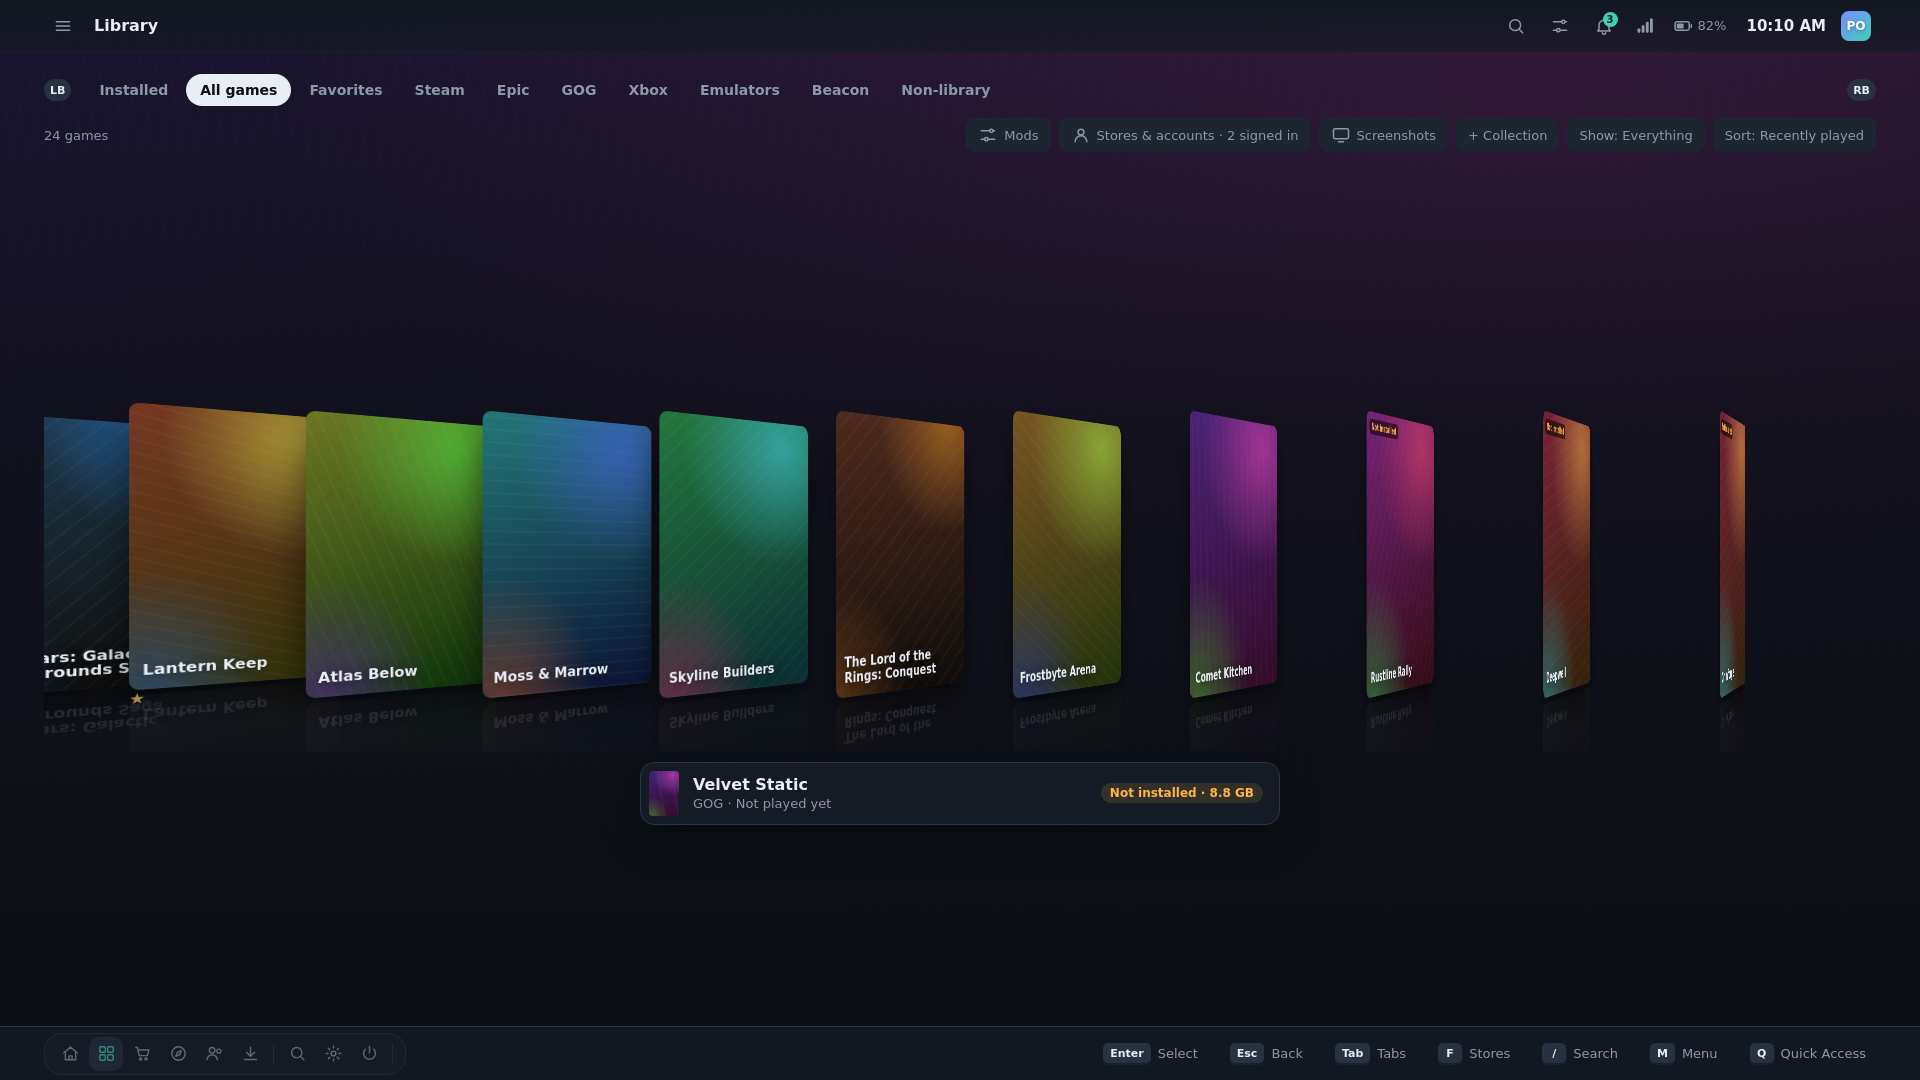 Library
3
82%
10:10 AM
PO
LB
Installed
All games
Favorites
Steam
Epic
GOG
Xbox
Emulators
Beacon
Non-library
RB
24 games
Mods
Stores & accounts · 2 signed in
Screenshots
+ Collection
Show: Everything
Sort: Recently played
Not installed
Lantern Keep
Atlas Below
Moss & Marrow
Skyline Builders
The Lord of the
Rings: Conquest
Frostbyte Arena
Comet Kitchen
Rustline Rally
Velvet Static
GOG · Not played yet
Not installed · 8.8 GB
Enter Select
Esc Back
Tab Tabs
F Stores
/ Search
M Menu
Q Quick Access